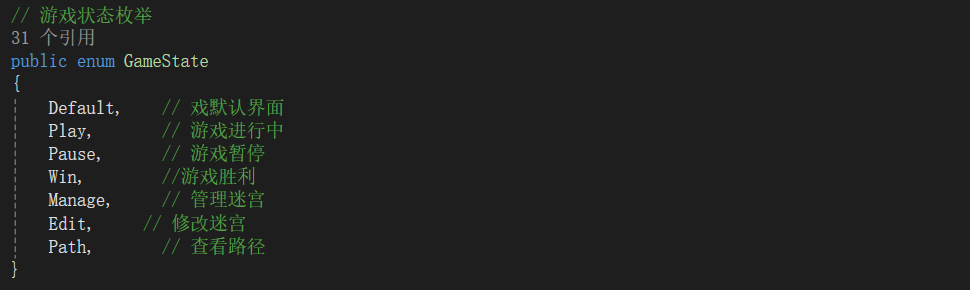 // 游戏状态枚举
31 个引用
public enum GameState
{
    Default,    // 戏默认界面
    Play,       // 游戏进行中
    Pause,      // 游戏暂停
    Win,        //游戏胜利
    Manage,     // 管理迷宫
    Edit,     // 修改迷宫
    Path,       // 查看路径
}